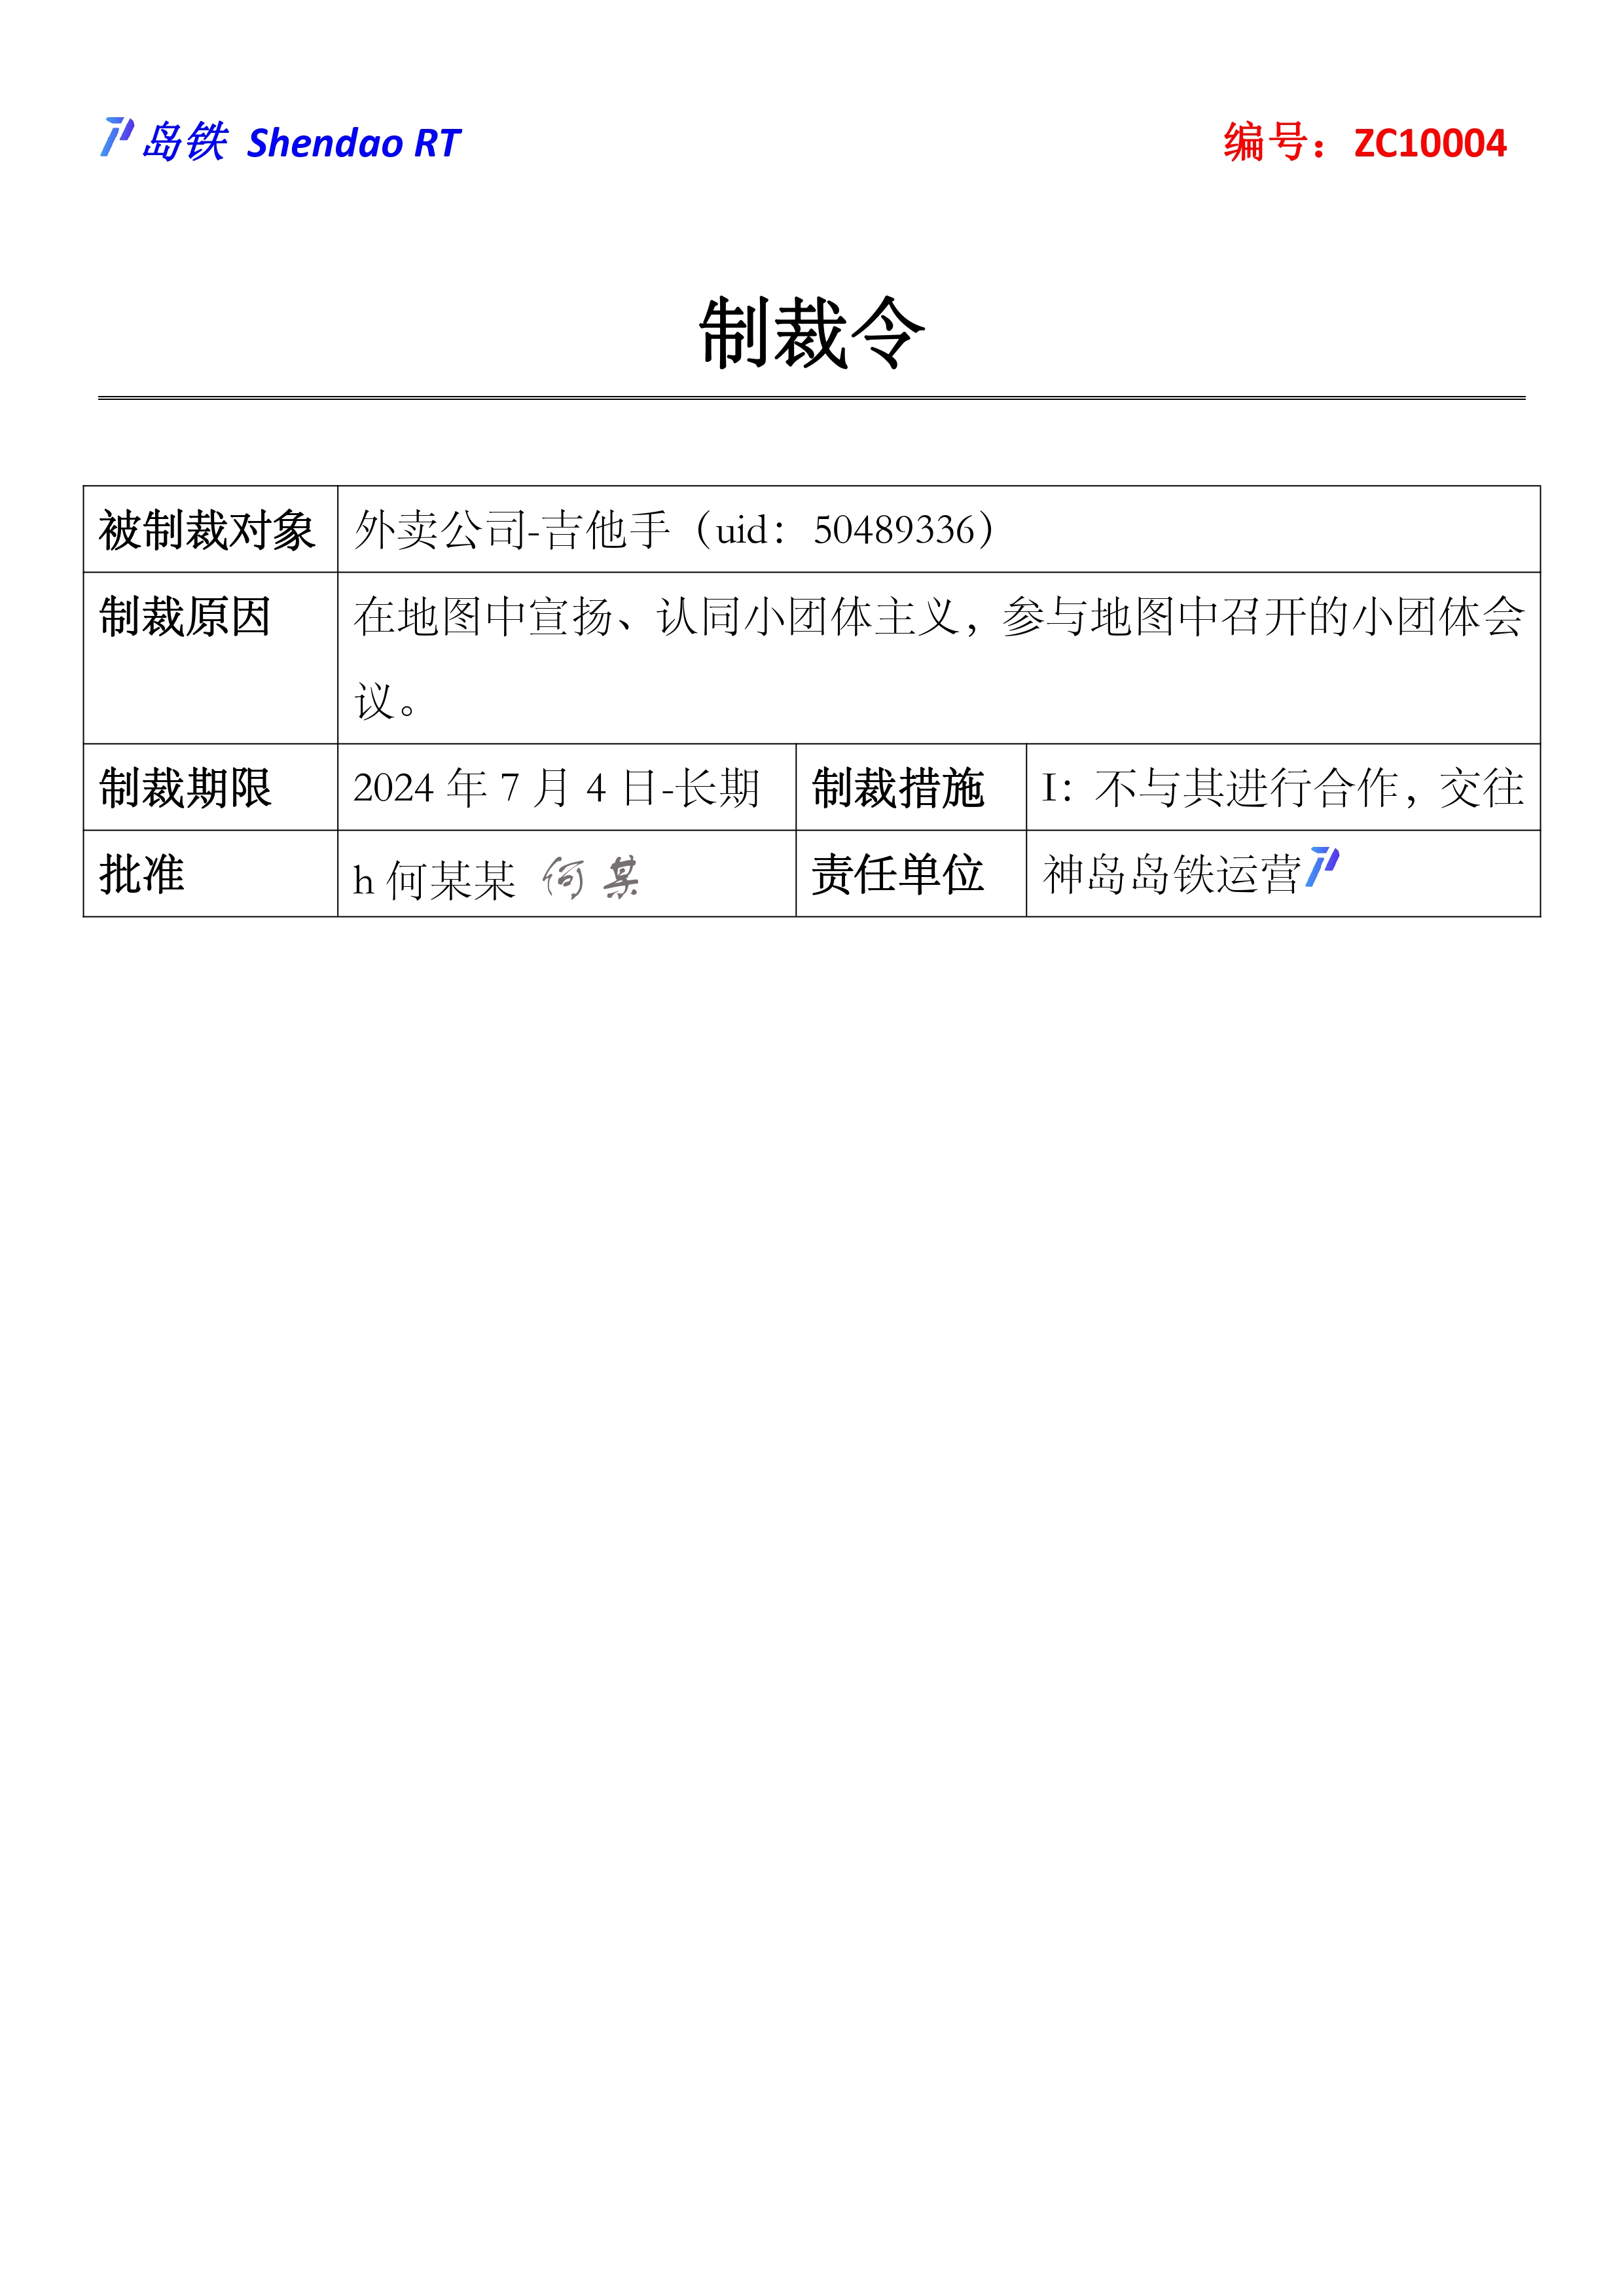 岛铁 Shendao RT 编号：ZC10004
制裁令
被制裁对象 外卖公司-吉他手（uid：50489336）
制裁原因 在地图中宣扬、认同小团体主义，参与地图中召开的小团体会
议。
制裁期限 2024 年 7 月 4 日-长期 制裁措施 I：不与其进行合作，交往
批准 h 何某某 何某 责任单位 神岛岛铁运营